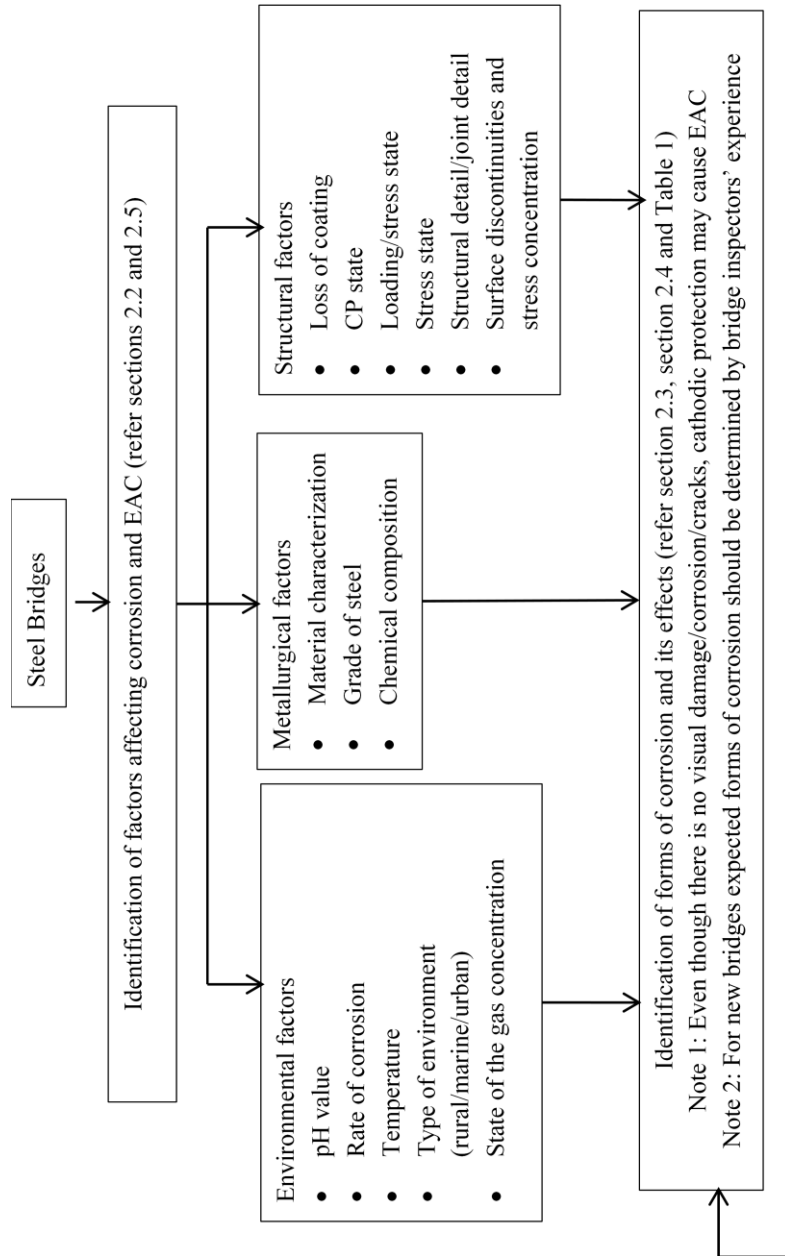 Steel Bridges
Identification of factors affecting corrosion and EAC (refer sections 2.2 and 2.5)
Environmental factors
● pH value
● Rate of corrosion
● Temperature
● Type of environment
(rural/marine/urban)
● State of the gas concentration
Metallurgical factors
● Material characterization
● Grade of steel
● Chemical composition
Structural factors
● Loss of coating
● CP state
● Loading/stress state
● Stress state
● Structural detail/joint detail
● Surface discontinuities and
stress concentration
Identification of forms of corrosion and its effects (refer section 2.3, section 2.4 and Table 1)
Note 1: Even though there is no visual damage/corrosion/cracks, cathodic protection may cause EAC
Note 2: For new bridges expected forms of corrosion should be determined by bridge inspectors’ experience